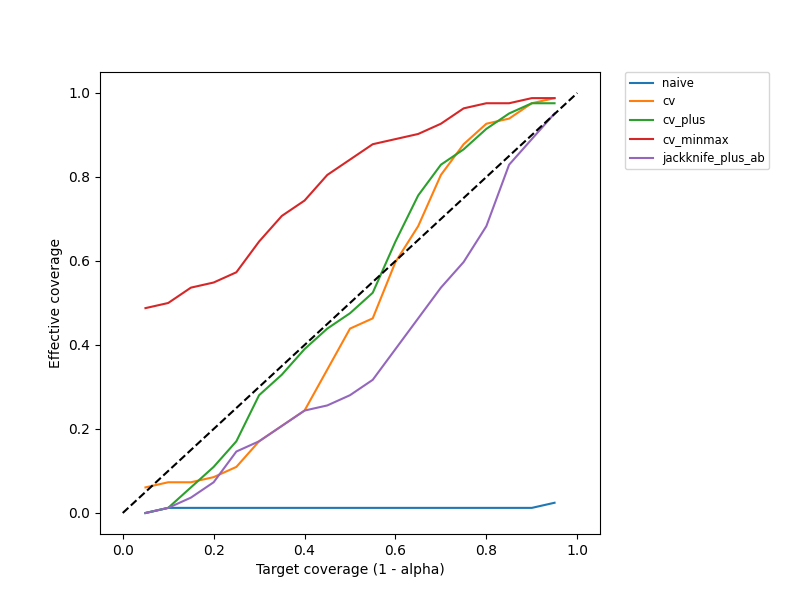 naive
cv
cv_plus
cv_minmax
jackknife_plus_ab
1.0
0.8
0.6
0.4
0.2
0.0
Effective coverage
0.0 0.2 0.4 0.6 0.8 1.0
Target coverage (1 - alpha)